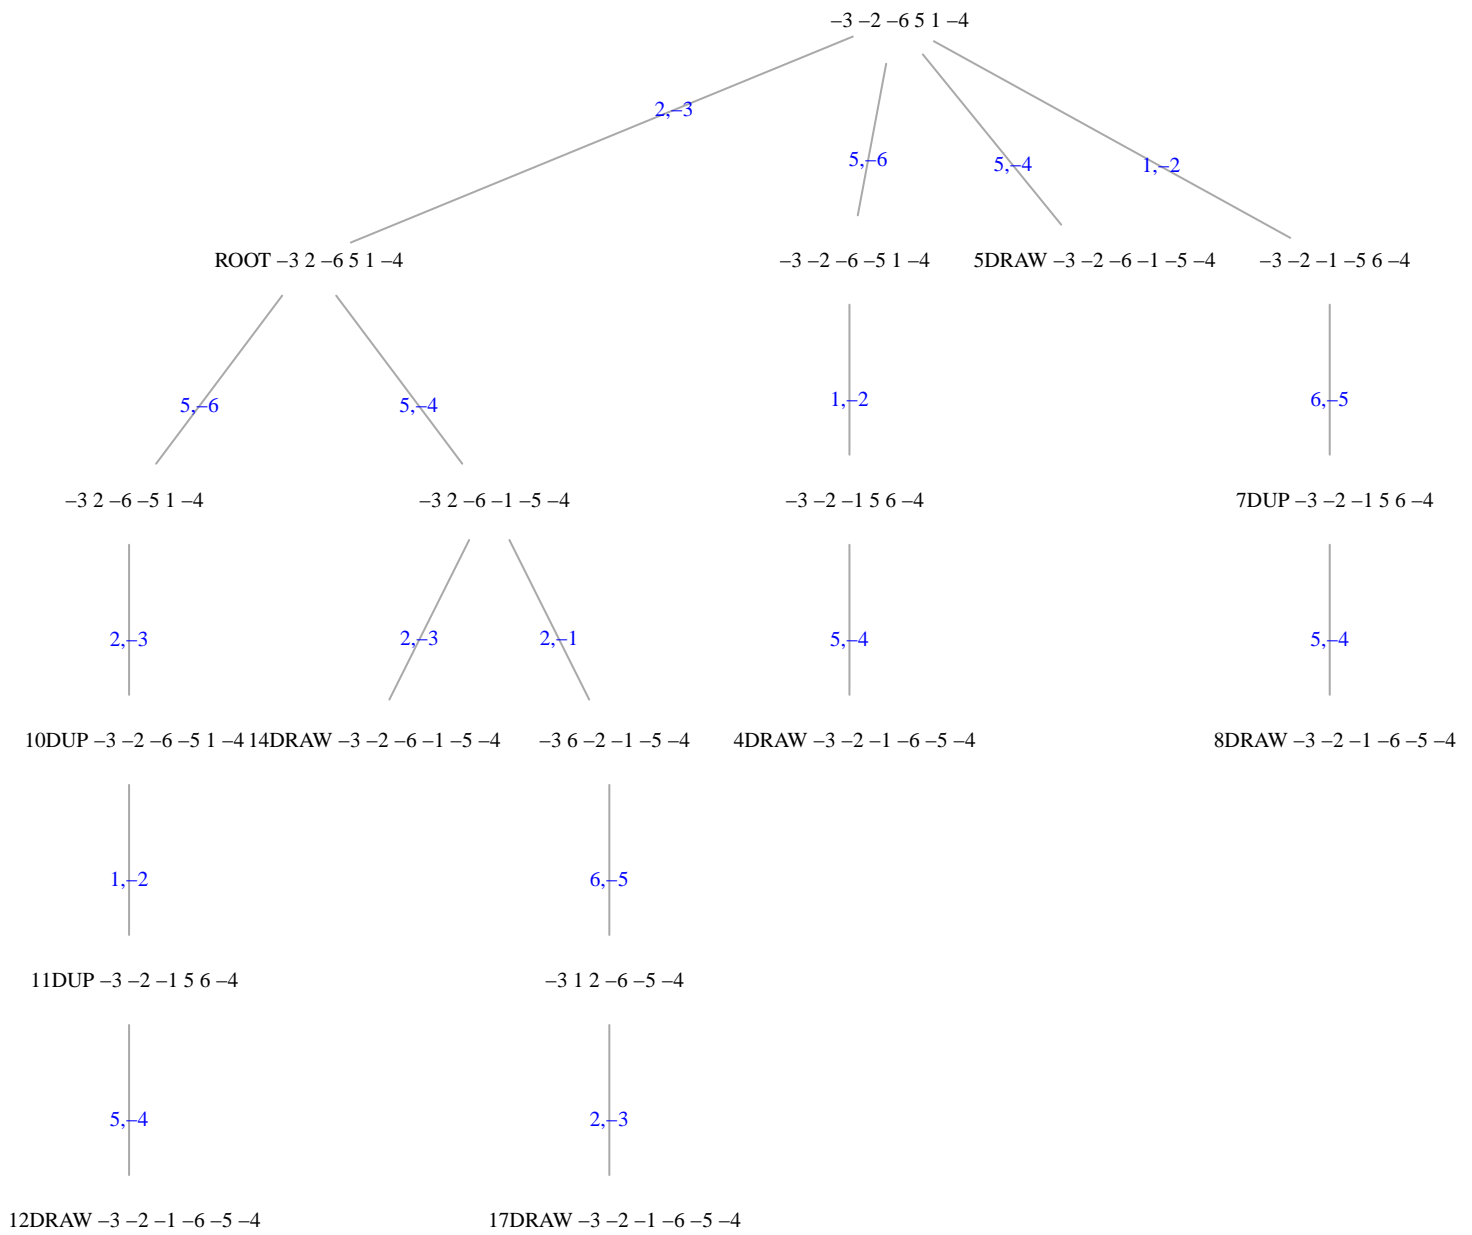 –3 –2 –6 5 1 –4
2,–3
5,–6
5,–4
1,–2
ROOT –3 2 –6 5 1 –4
–3 –2 –6 –5 1 –4
5DRAW –3 –2 –6 –1 –5 –4
–3 –2 –1 –5 6 –4
5,–6
5,–4
1,–2
6,–5
–3 2 –6 –5 1 –4
–3 2 –6 –1 –5 –4
–3 –2 –1 5 6 –4
7DUP –3 –2 –1 5 6 –4
2,–3
2,–3
2,–1
5,–4
5,–4
10DUP –3 –2 –6 –5 1 –4
14DRAW –3 –2 –6 –1 –5 –4
–3 6 –2 –1 –5 –4
4DRAW –3 –2 –1 –6 –5 –4
8DRAW –3 –2 –1 –6 –5 –4
1,–2
6,–5
11DUP –3 –2 –1 5 6 –4
–3 1 2 –6 –5 –4
5,–4
2,–3
12DRAW –3 –2 –1 –6 –5 –4
17DRAW –3 –2 –1 –6 –5 –4